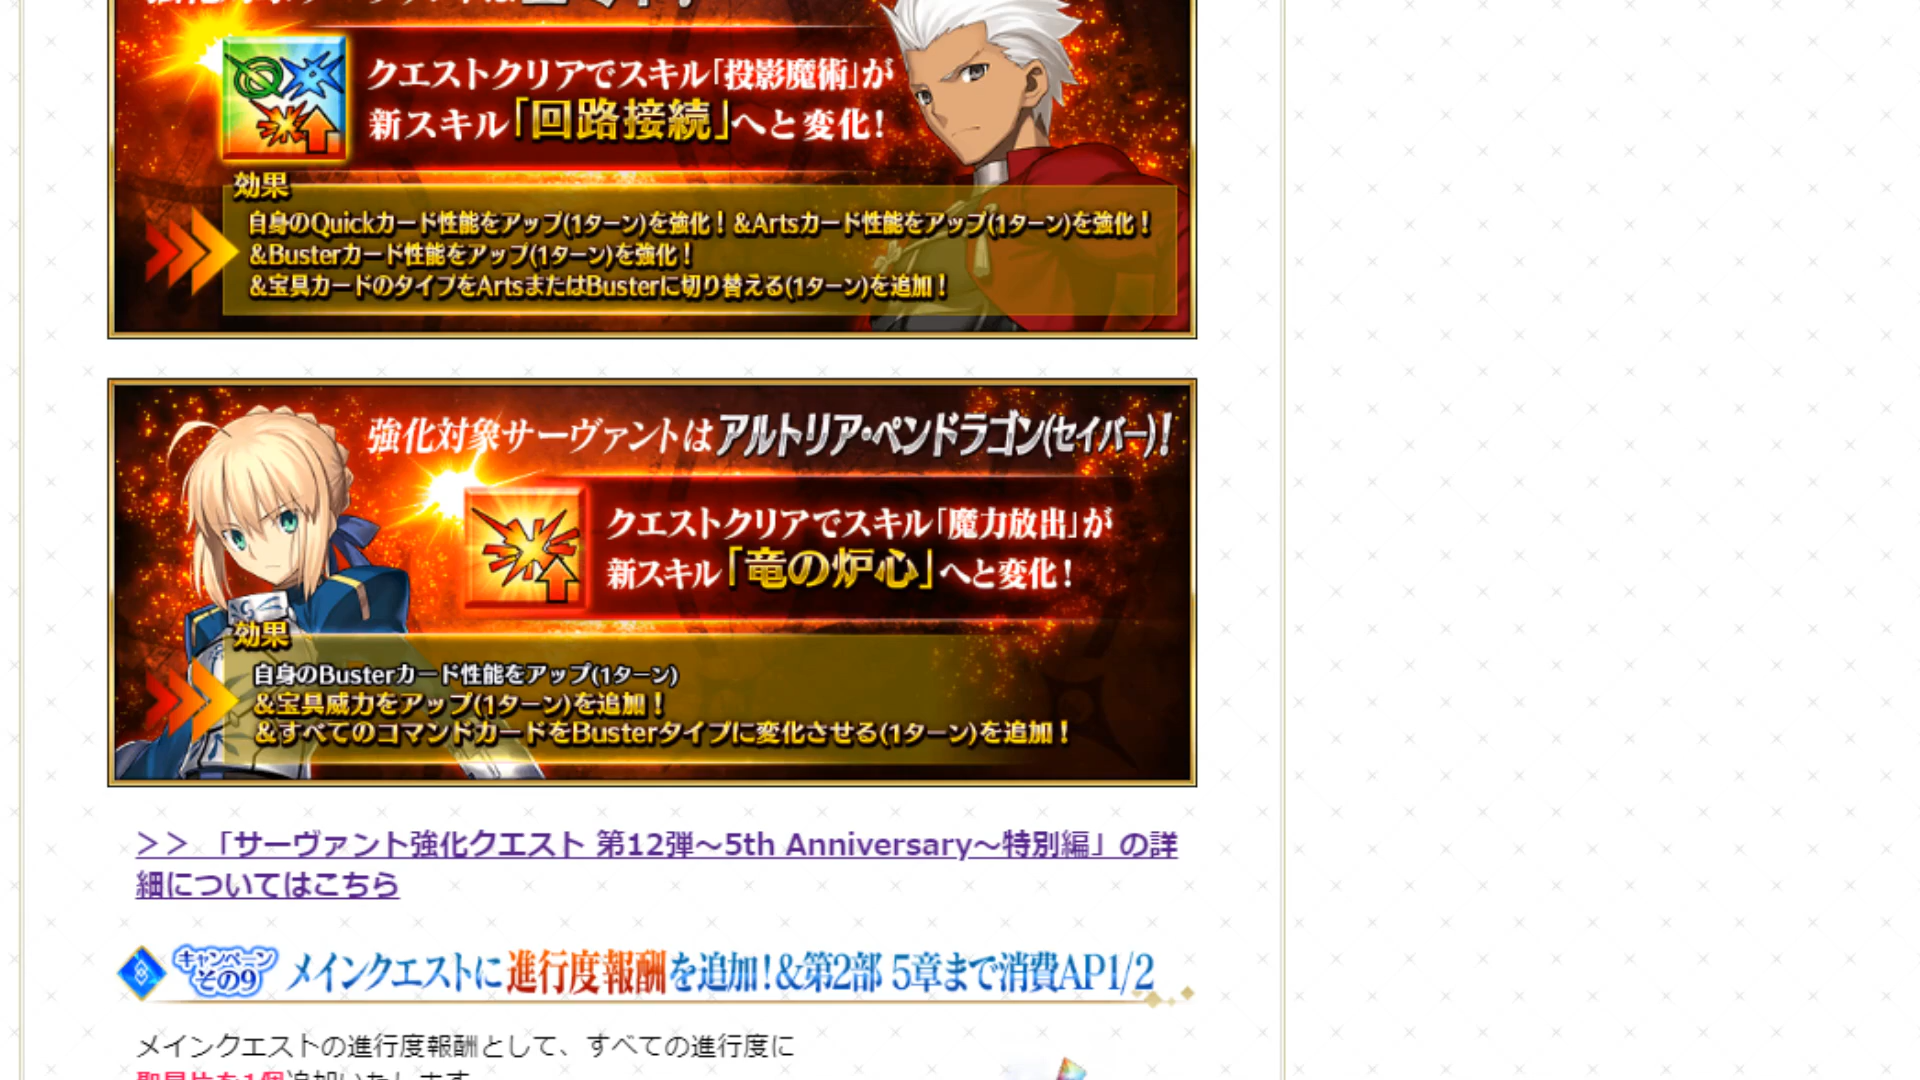 クエストクリアでスキル「投影魔術」が
新スキル「回路接続」へと変化!
効果
自身のQuickカード性能をアップ(1ターン)を強化!&Artsカード性能をアップ(1ターン)を強化!
&Busterカード性能をアップ(1ターン)を強化!
&宝具カードのタイプをArtsまたはBusterに切り替える(1ターン)を追加!
強化対象サーヴァントはアルトリア・ペンドラゴン(セイバー)!
クエストクリアでスキル「魔力放出」が
新スキル「竜の炉心」へと変化!
効果
自身のBusterカード性能をアップ(1ターン)
&宝具威力をアップ(1ターン)を追加!
&すべてのコマンドカードをBusterタイプに変化させる(1ターン)を追加!
>> 「サーヴァント強化クエスト 第12弾~5th Anniversary~特別編」の詳
細についてはこちら
キャンペーン
その9
メインクエストに進行度報酬を追加!&第2部 5章まで消費AP1/2
メインクエストの進行度報酬として、すべての進行度に